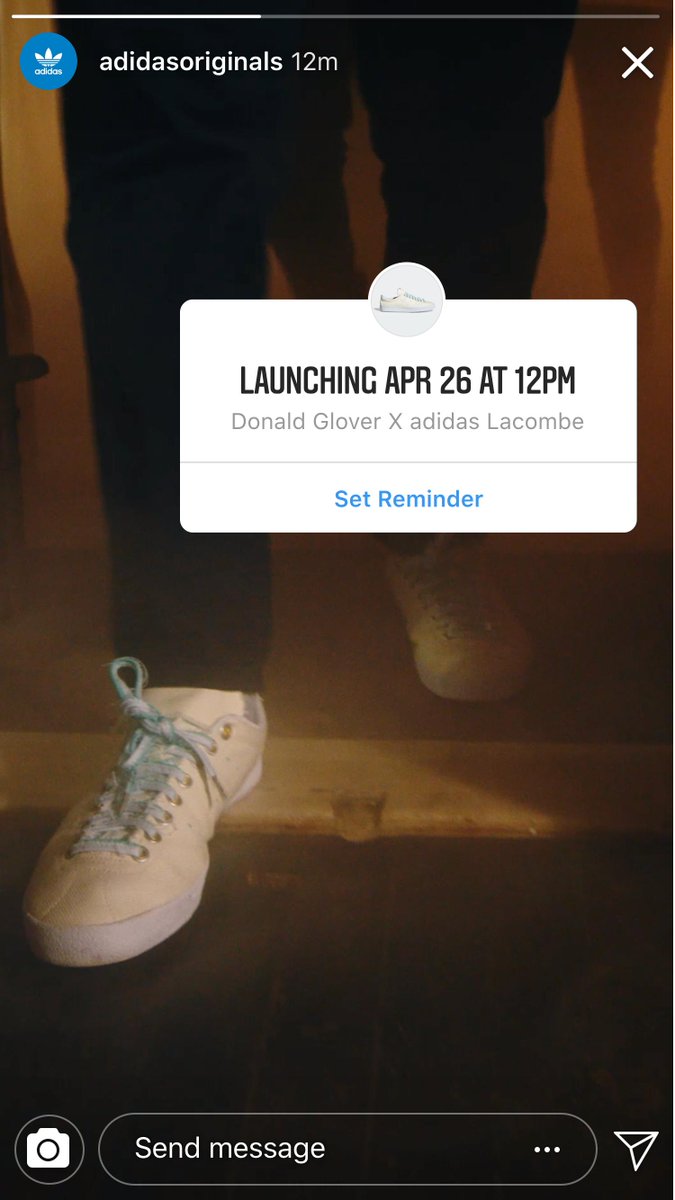 adidas
adidasoriginals 12m
LAUNCHING APR 26 AT 12PM
Donald Glover X adidas Lacombe
Set Reminder
Send message